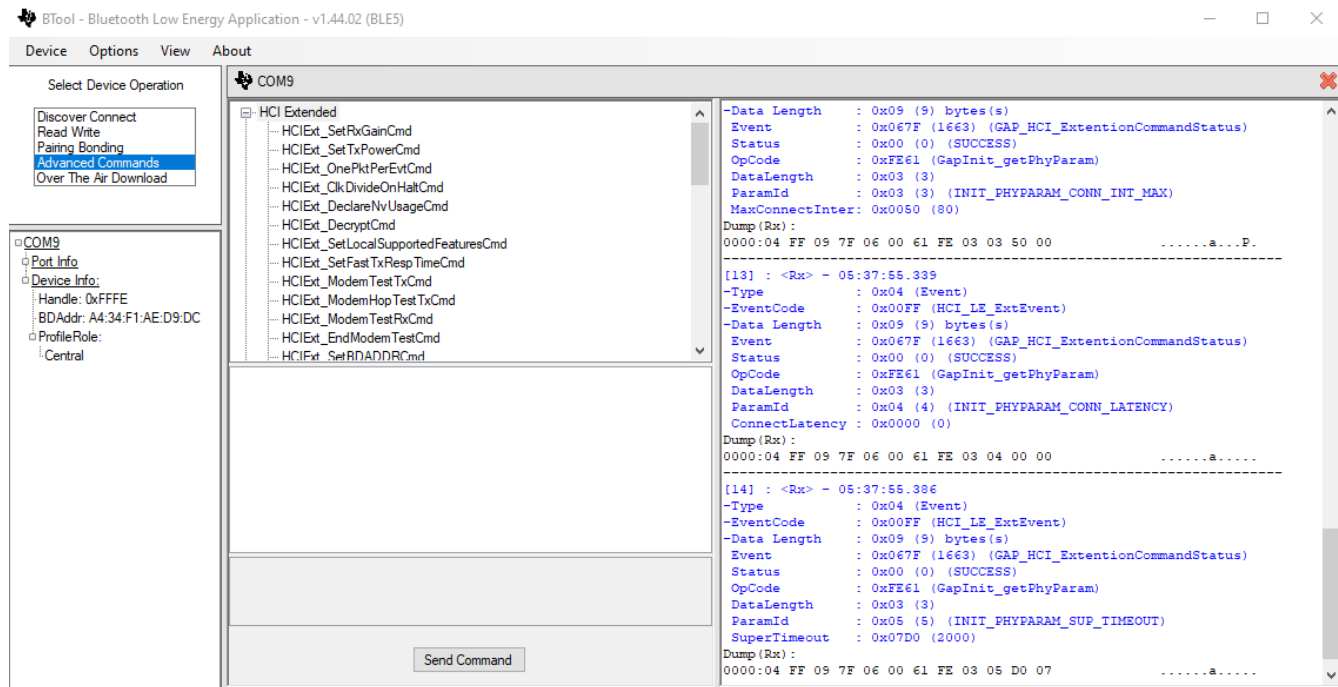 BTool - Bluetooth Low Energy Application - v1.44.02 (BLE5)
Device Options View About
Select Device Operation
Discover Connect
Read Write
Pairing Bonding
Advanced Commands
Over The Air Download
COM9
Port Info
Device Info:
Handle: 0xFFFE
BDAddr: A4:34:F1:AE:D9:DC
ProfileRole:
Central
COM9
HCI Extended
HCIExt_SetRxGainCmd
HCIExt_SetTxPowerCmd
HCIExt_OnePktPerEvtCmd
HCIExt_ClkDivideOnHaltCmd
HCIExt_DeclareNvUsageCmd
HCIExt_DecryptCmd
HCIExt_SetLocalSupportedFeaturesCmd
HCIExt_SetFastTxRespTimeCmd
HCIExt_ModemTestTxCmd
HCIExt_ModemHopTestTxCmd
HCIExt_ModemTestRxCmd
HCIExt_EndModemTestCmd
HCIExt_SetBDADDRCmd
Send Command
-Data Length : 0x09 (9) bytes(s)
Event : 0x067F (1663) (GAP_HCI_ExtentionCommandStatus)
Status : 0x00 (0) (SUCCESS)
OpCode : 0xFE61 (GapInit_getPhyParam)
DataLength : 0x03 (3)
ParamId : 0x03 (3) (INIT_PHYPARAM_CONN_INT_MAX)
MaxConnectInter: 0x0050 (80)
Dump(Rx):
0000:04 FF 09 7F 06 00 61 FE 03 03 50 00 ......a...P.
--------------------------------------------------------------------
[13] : <Rx> - 05:37:55.339
-Type : 0x04 (Event)
-EventCode : 0x00FF (HCI_LE_ExtEvent)
-Data Length : 0x09 (9) bytes(s)
Event : 0x067F (1663) (GAP_HCI_ExtentionCommandStatus)
Status : 0x00 (0) (SUCCESS)
OpCode : 0xFE61 (GapInit_getPhyParam)
DataLength : 0x03 (3)
ParamId : 0x04 (4) (INIT_PHYPARAM_CONN_LATENCY)
ConnectLatency : 0x0000 (0)
Dump(Rx):
0000:04 FF 09 7F 06 00 61 FE 03 04 00 00 ......a.....
--------------------------------------------------------------------
[14] : <Rx> - 05:37:55.386
-Type : 0x04 (Event)
-EventCode : 0x00FF (HCI_LE_ExtEvent)
-Data Length : 0x09 (9) bytes(s)
Event : 0x067F (1663) (GAP_HCI_ExtentionCommandStatus)
Status : 0x00 (0) (SUCCESS)
OpCode : 0xFE61 (GapInit_getPhyParam)
DataLength : 0x03 (3)
ParamId : 0x05 (5) (INIT_PHYPARAM_SUP_TIMEOUT)
SuperTimeout : 0x07D0 (2000)
Dump(Rx):
0000:04 FF 09 7F 06 00 61 FE 03 05 D0 07 ......a.....